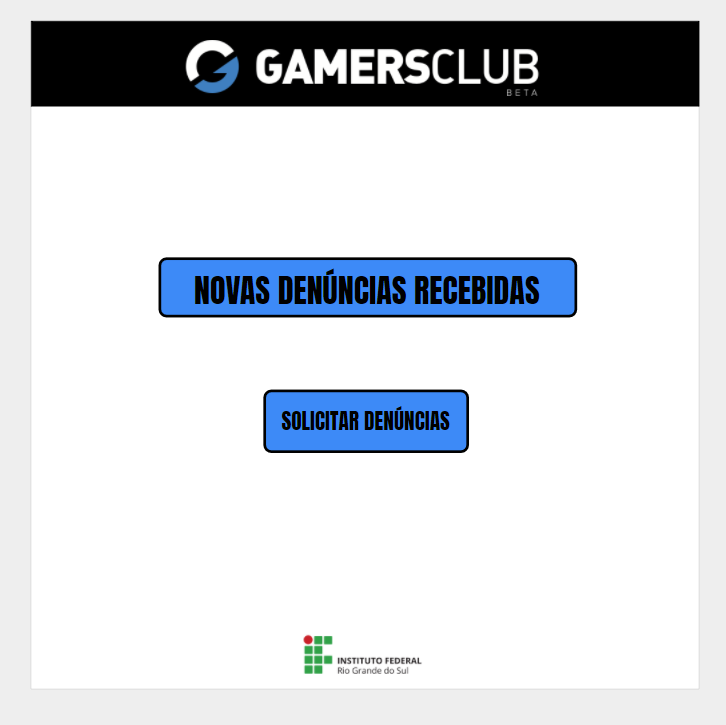 GAMERSCLUB
BETA
NOVAS DENÚNCIAS RECEBIDAS
SOLICITAR DENÚNCIAS
INSTITUTO FEDERAL
Rio Grande do Sul